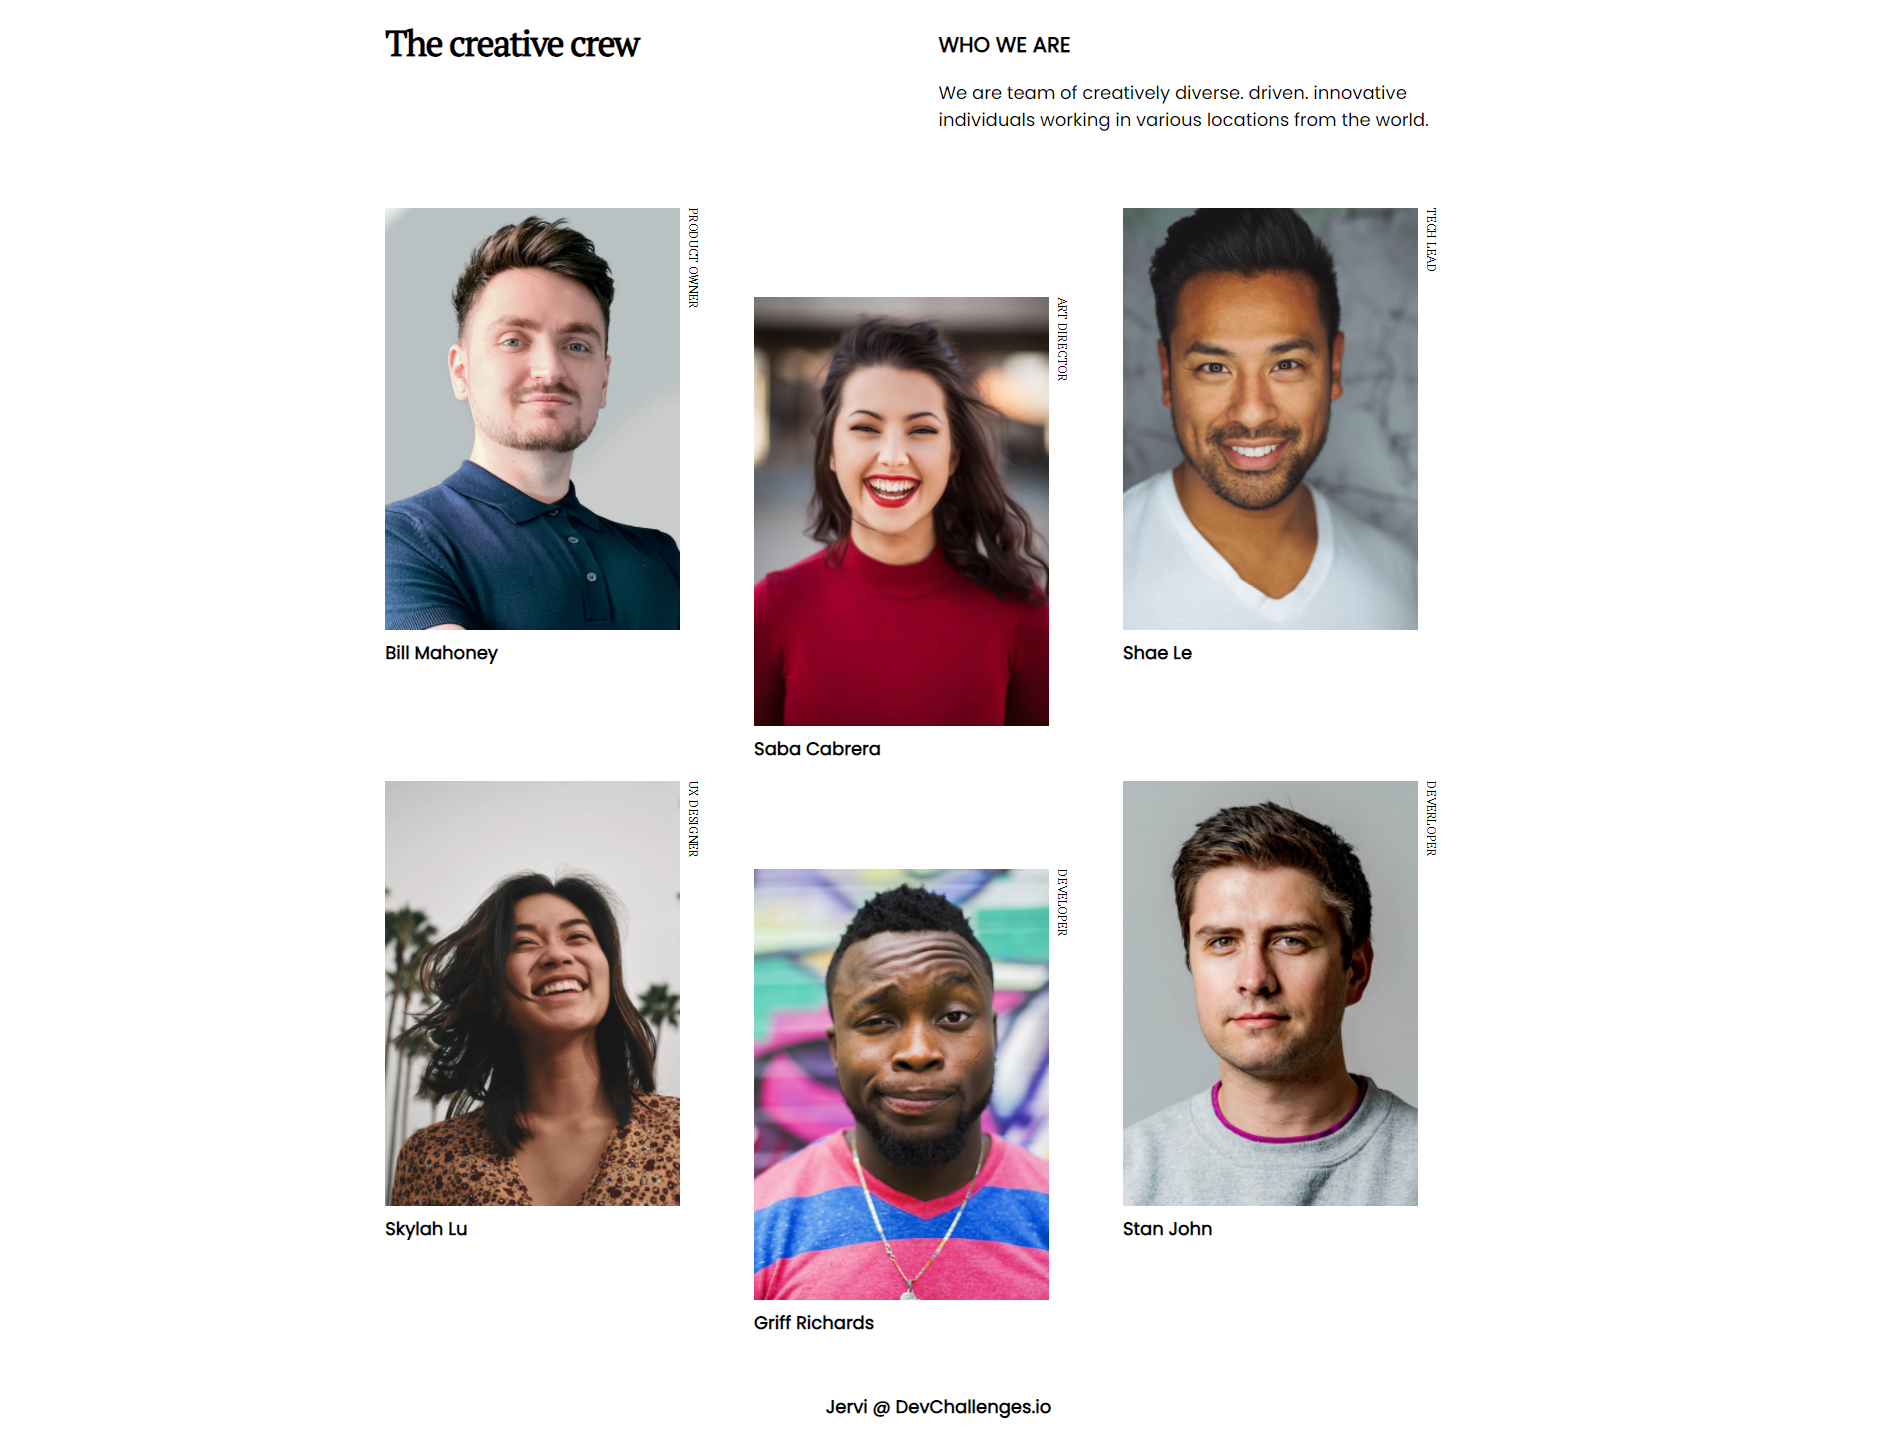 The creative crew
WHO WE ARE
We are team of creatively diverse. driven. innovative
individuals working in various locations from the world.
PRODUCT OWNER
Bill Mahoney
ART DIRECTOR
Saba Cabrera
TECH LEAD
Shae Le
UX DESIGNER
Skylah Lu
DEVELOPER
Griff Richards
DEVERLOPER
Stan John
Jervi @ DevChallenges.io